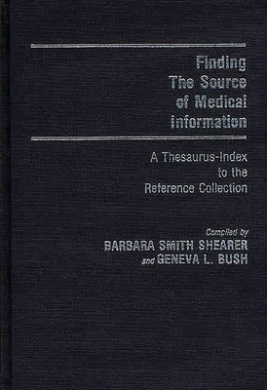 Finding
The Source
of Medical
Information
A Thesaurus-Index
to the
Reference Collection
Compiled by
BARBARA SMITH SHEARER
and GENEVA L. BUSH